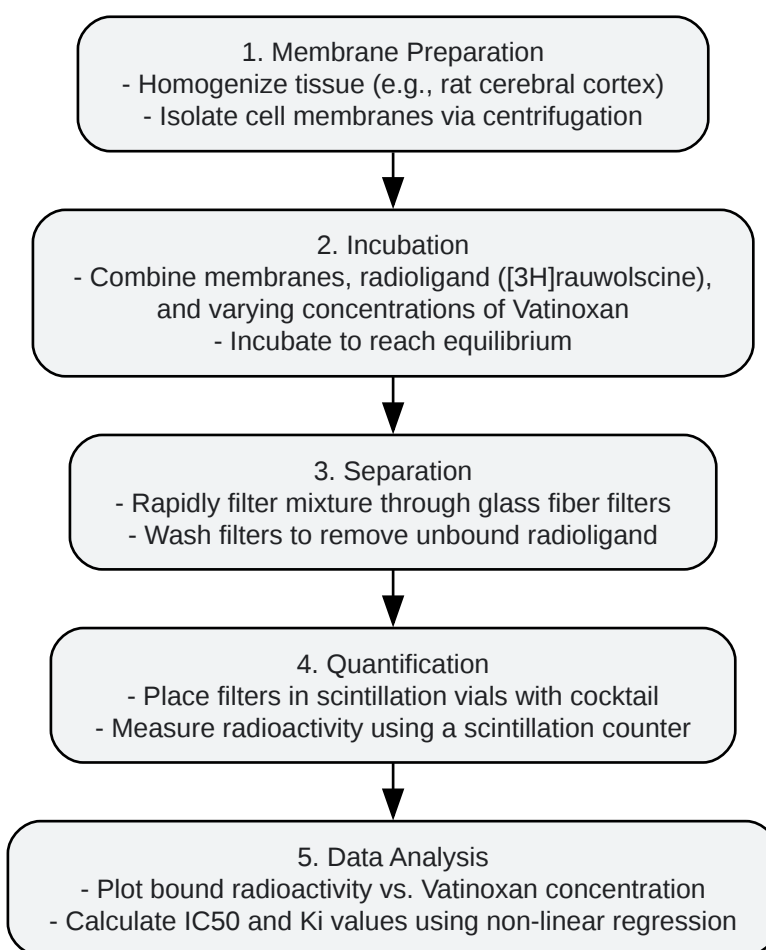 1. Membrane Preparation
- Homogenize tissue (e.g., rat cerebral cortex)
- Isolate cell membranes via centrifugation
2. Incubation
- Combine membranes, radioligand ([3H]rauwolscine),
and varying concentrations of Vatinoxan
- Incubate to reach equilibrium
3. Separation
- Rapidly filter mixture through glass fiber filters
- Wash filters to remove unbound radioligand
4. Quantification
- Place filters in scintillation vials with cocktail
- Measure radioactivity using a scintillation counter
5. Data Analysis
- Plot bound radioactivity vs. Vatinoxan concentration
- Calculate IC50 and Ki values using non-linear regression